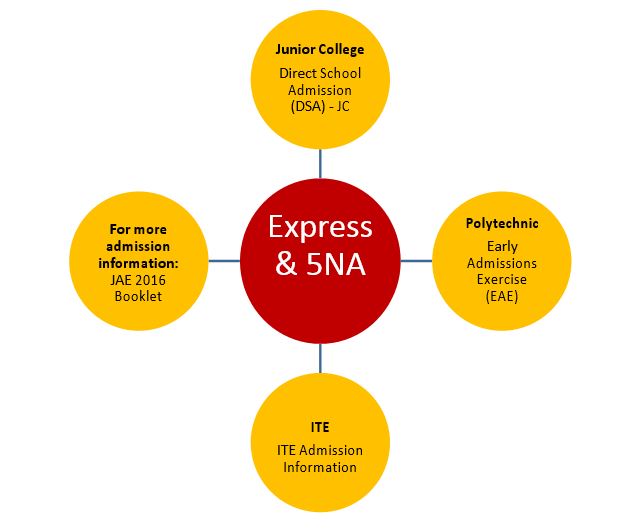 Junior College
Direct School
Admission
(DSA) - JC
For more
admission
information:
JAE 2016
Booklet
Express
& 5NA
Polytechnic
Early
Admissions
Exercise
(EAE)
ITE
ITE Admission
Information